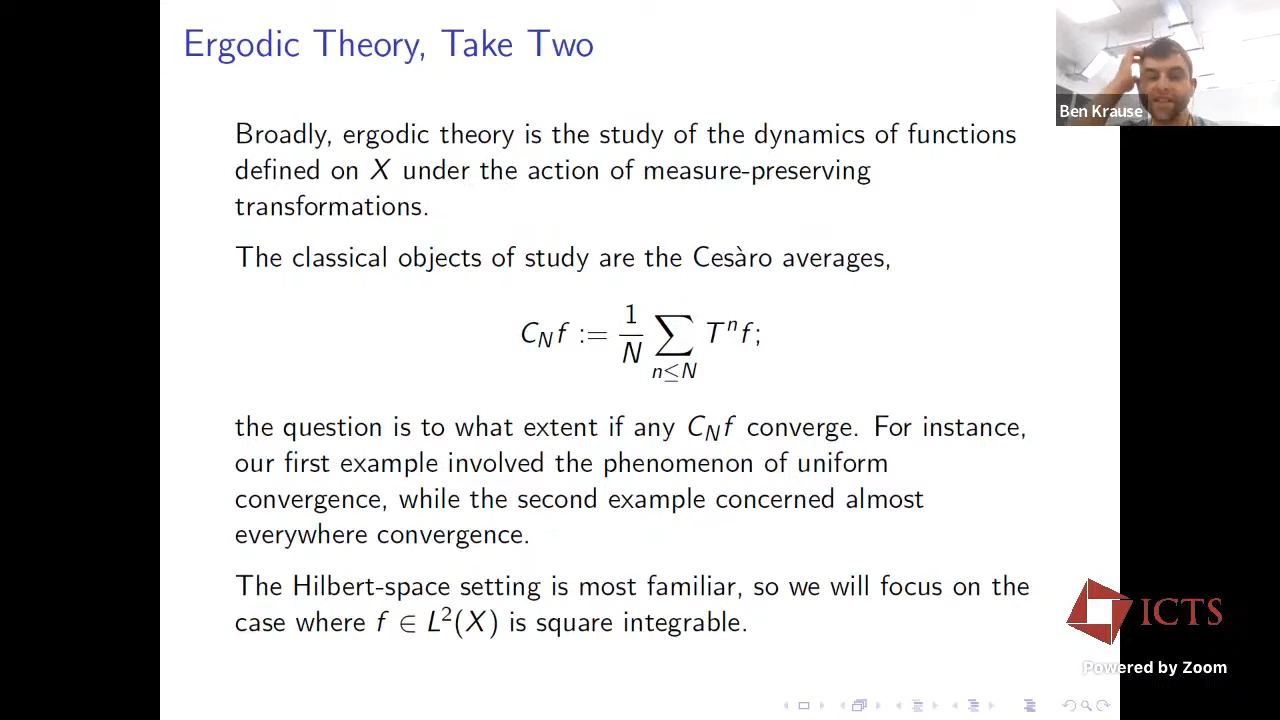 Ergodic Theory, Take Two
Ben Krause
Broadly, ergodic theory is the study of the dynamics of functions
defined on X under the action of measure-preserving
transformations.
The classical objects of study are the Cesàro averages,
C_N f := \frac{1}{N} \sum_{n≤N} T^n f;
the question is to what extent if any C_N f converge. For instance,
our first example involved the phenomenon of uniform
convergence, while the second example concerned almost
everywhere convergence.
The Hilbert-space setting is most familiar, so we will focus on the
case where f ∈ L²(X) is square integrable.
ICTS
Powered by Zoom